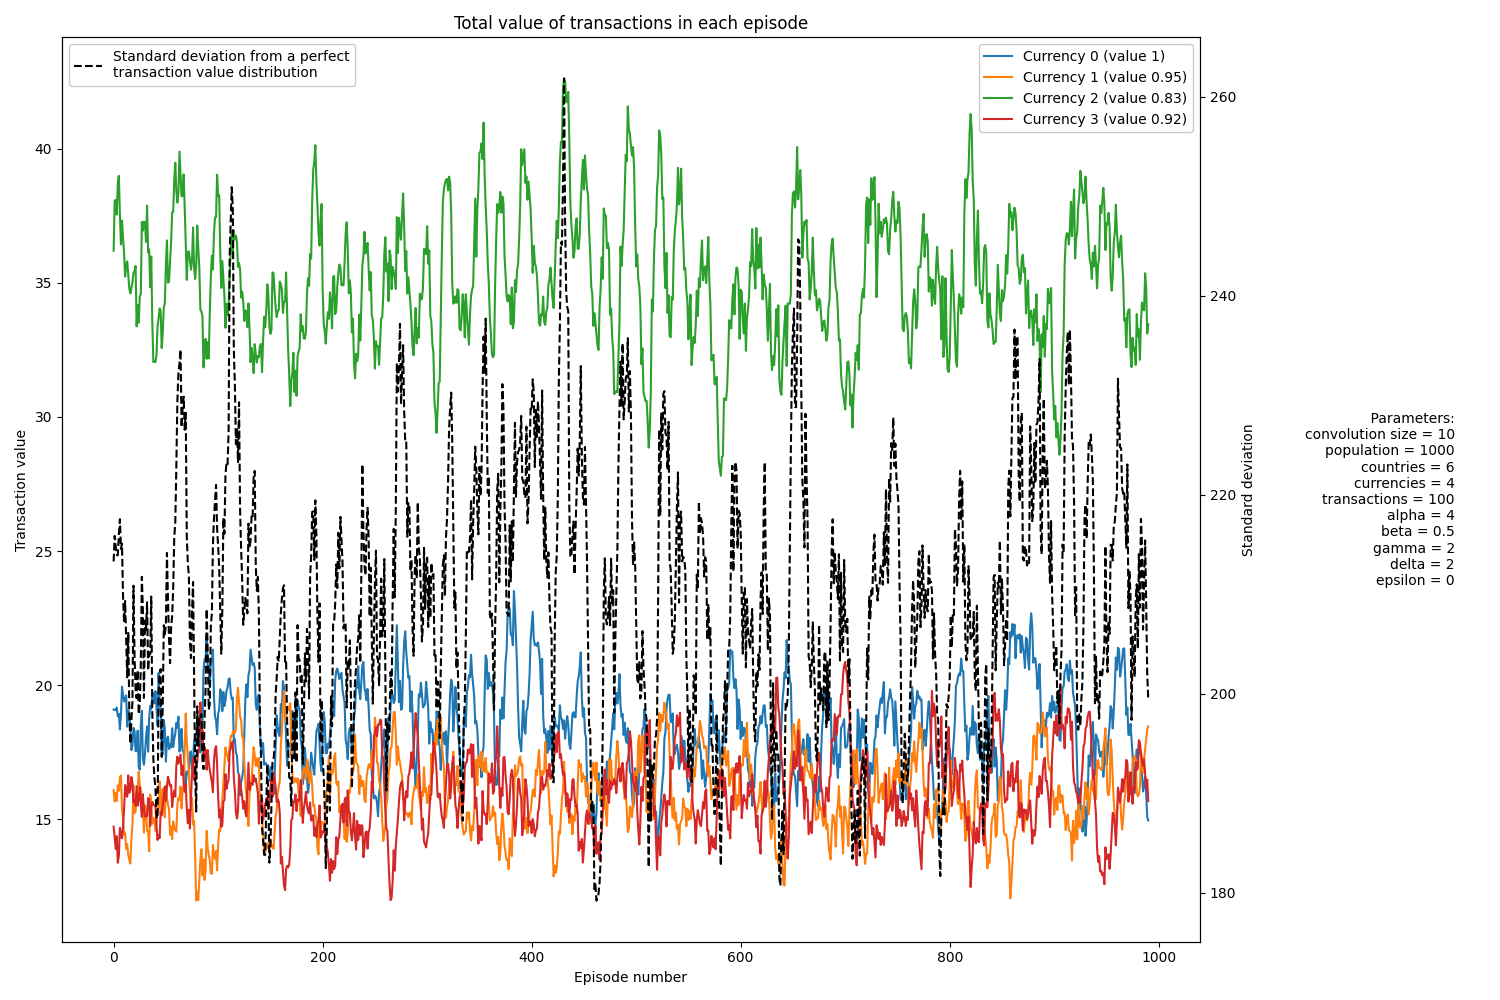 Total value of transactions in each episode
Standard deviation from a perfect
transaction value distribution
Currency 0 (value 1)
Currency 1 (value 0.95)
Currency 2 (value 0.83)
Currency 3 (value 0.92)
40
35
30
25
20
15
Transaction value
0
200
400
600
800
1000
Episode number
260
240
220
200
180
Standard deviation
Parameters:
convolution size = 10
population = 1000
countries = 6
currencies = 4
transactions = 100
alpha = 4
beta = 0.5
gamma = 2
delta = 2
epsilon = 0